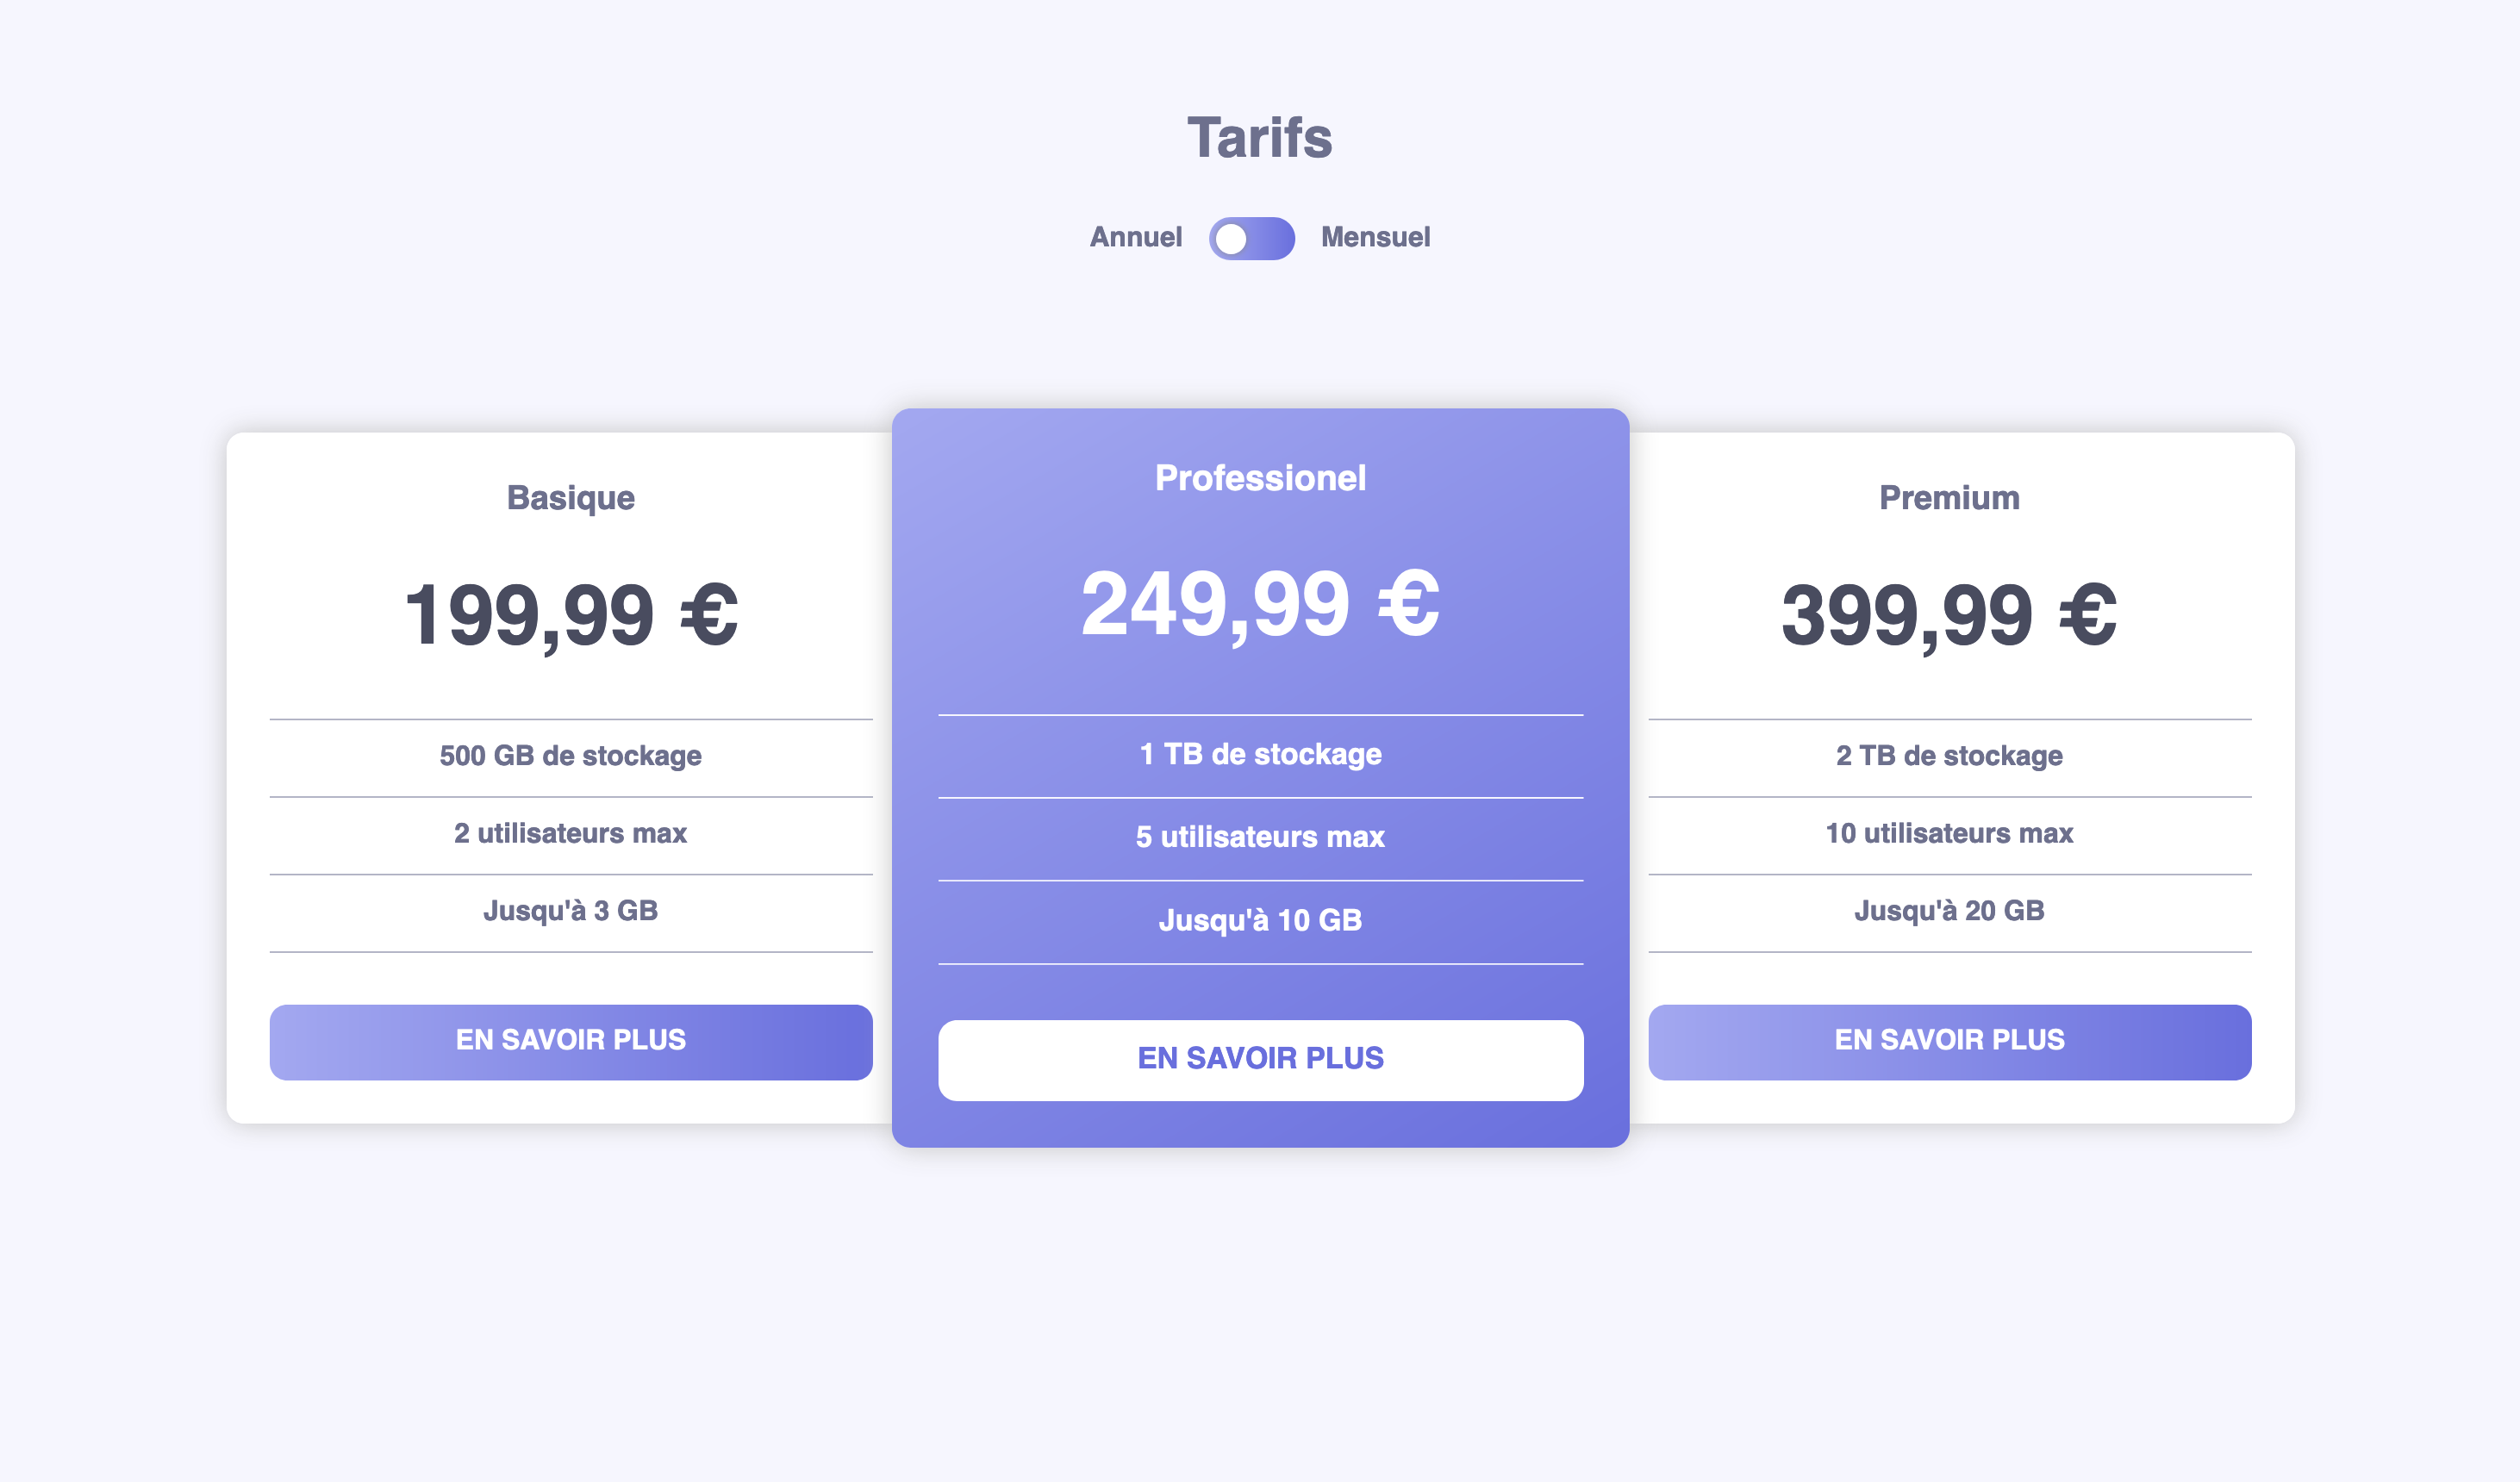 Tarifs
Annuel
Mensuel
Basique
199,99 €
500 GB de stockage
2 utilisateurs max
Jusqu'à 3 GB
EN SAVOIR PLUS
Professionel
249,99 €
1 TB de stockage
5 utilisateurs max
Jusqu'à 10 GB
EN SAVOIR PLUS
Premium
399,99 €
2 TB de stockage
10 utilisateurs max
Jusqu'à 20 GB
EN SAVOIR PLUS